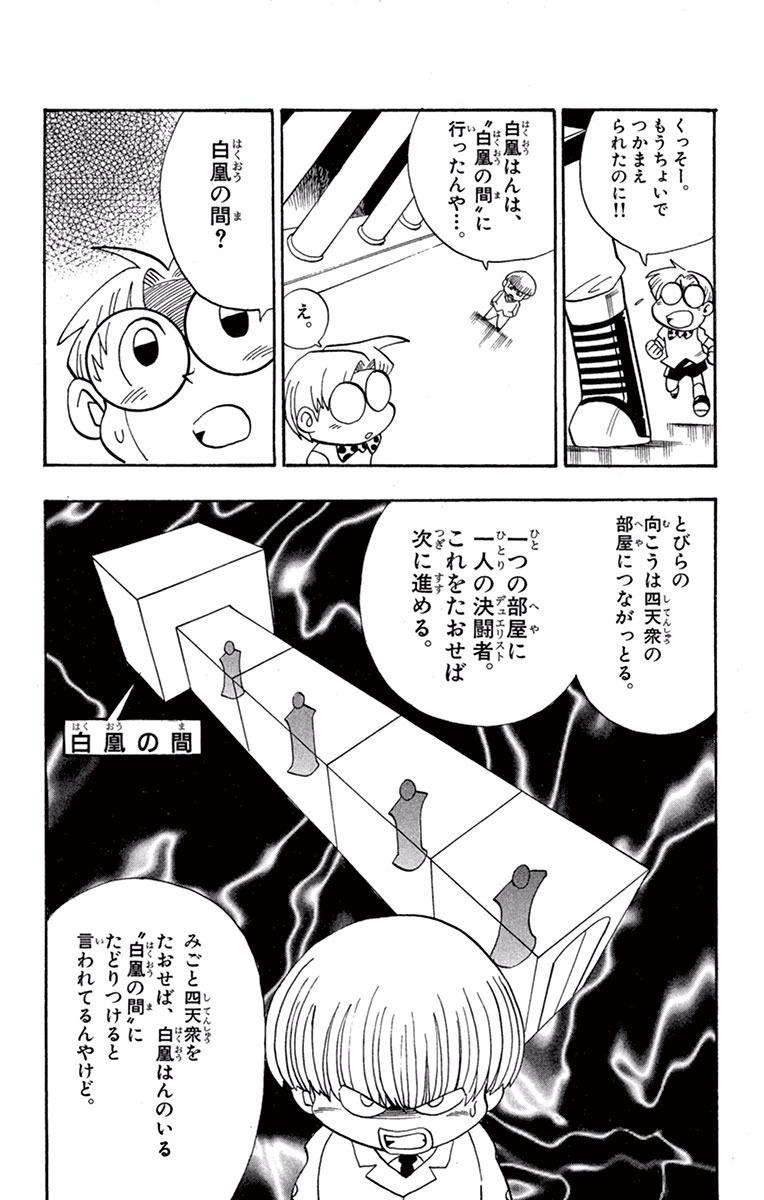 くっそー。
もうちょいで
つかまえ
られたのに!!
白凰はんは、
〝白凰の間〟に
行ったんや…。
え。
白凰の間？
とびらの
向こうは四天衆の
部屋につながっとる。
一つの部屋に
一人の決闘者。
これをたおせば
次に進める。
白凰の間
みごと四天衆を
たおせば、白凰はんのいる
〝白凰の間〟に
たどりつけると
言われてるんやけど。